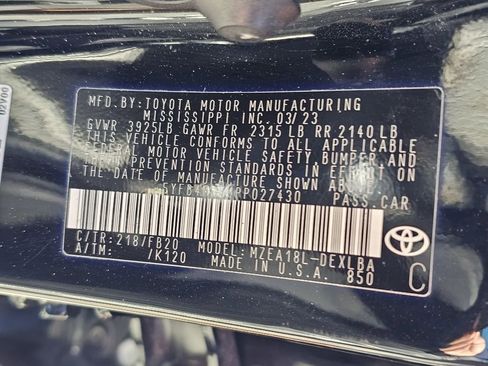 MFD. BY: TOYOTA MOTOR MANUFACTURING
MISSISSIPPI INC. 03/23
GVWR 3925LB GAWR FR 2315 LB RR 2140 LB
THIS VEHICLE CONFORMS TO ALL APPLICABLE
FEDERAL MOTOR VEHICLE SAFETY, BUMPER, AND
THEFT PREVENTION STANDARDS IN EFFECT ON
THE DATE OF MANUFACTURE SHOWN ABOVE.
PASS. CAR
C/TR: 218/FB20 MODEL: MZEA18L-DEXLBA
A/TM: /K120 MADE IN U.S.A. 850
TOYOTA
C